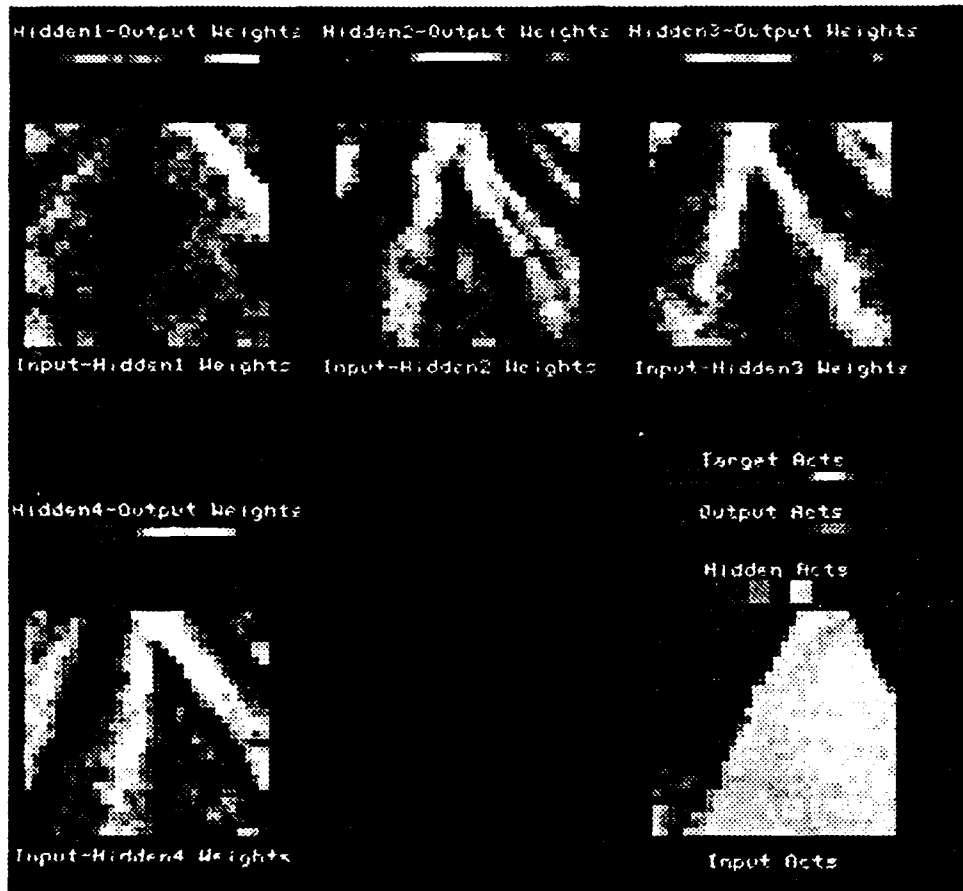 Hidden1-Output Weights
Hidden2-Output Weights
Hidden3-Output Weights
Input-Hidden1 Weights
Input-Hidden2 Weights
Input-Hidden3 Weights
Target Acts
Hidden4-Output Weights
Output Acts
Hidden Acts
Input-Hidden4 Weights
Input Acts